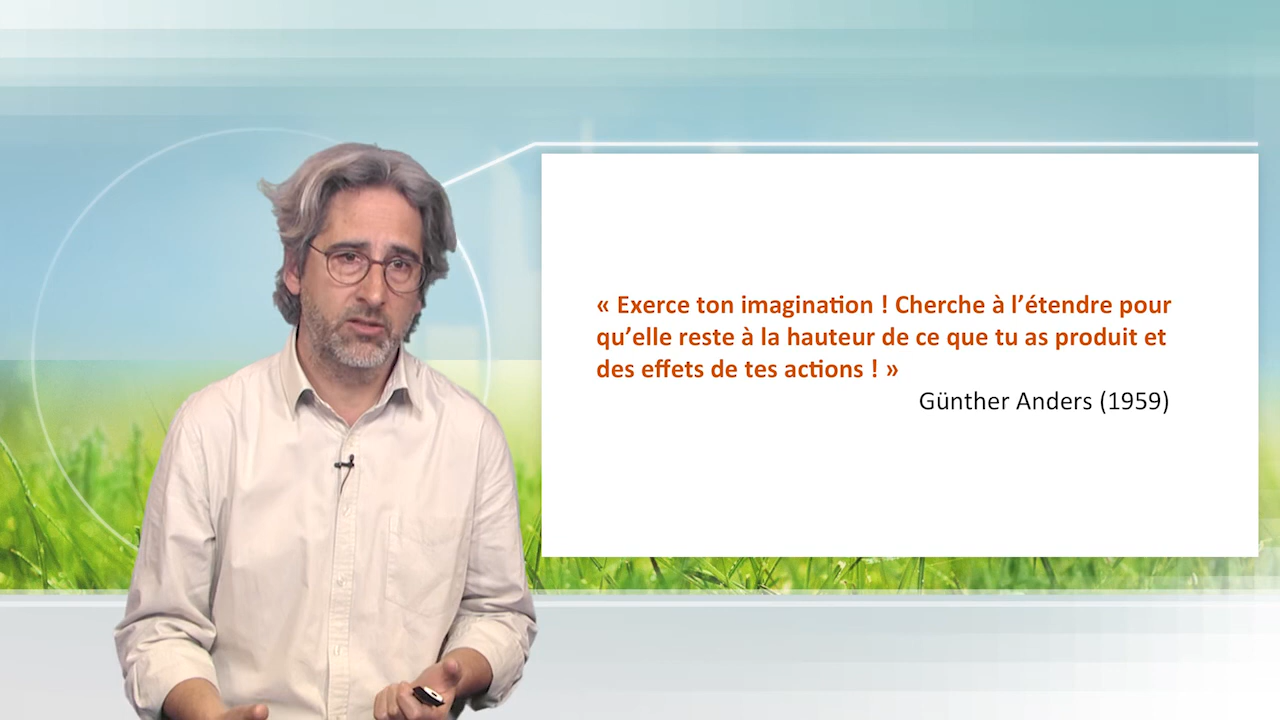 « Exerce ton imagination ! Cherche à l’étendre pour
qu’elle reste à la hauteur de ce que tu as produit et
des effets de tes actions ! »
Günther Anders (1959)